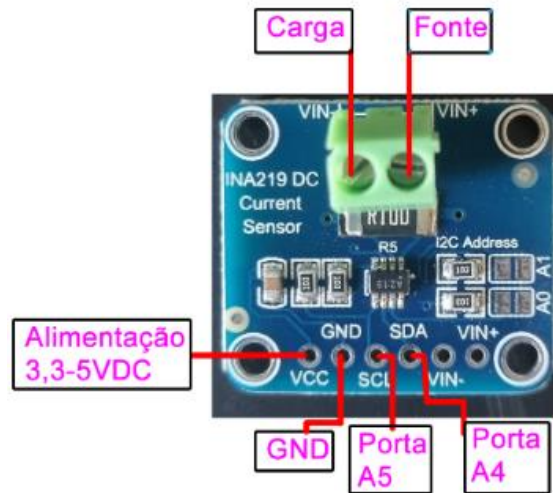 Carga
Fonte
VIN-
VIN+
INA219 DC
Current
Sensor
R100
R5
I2C Address
A1
A0
Alimentação
3,3-5VDC
GND
SDA
VIN+
VCC
SCL
VIN-
GND
Porta
A5
Porta
A4